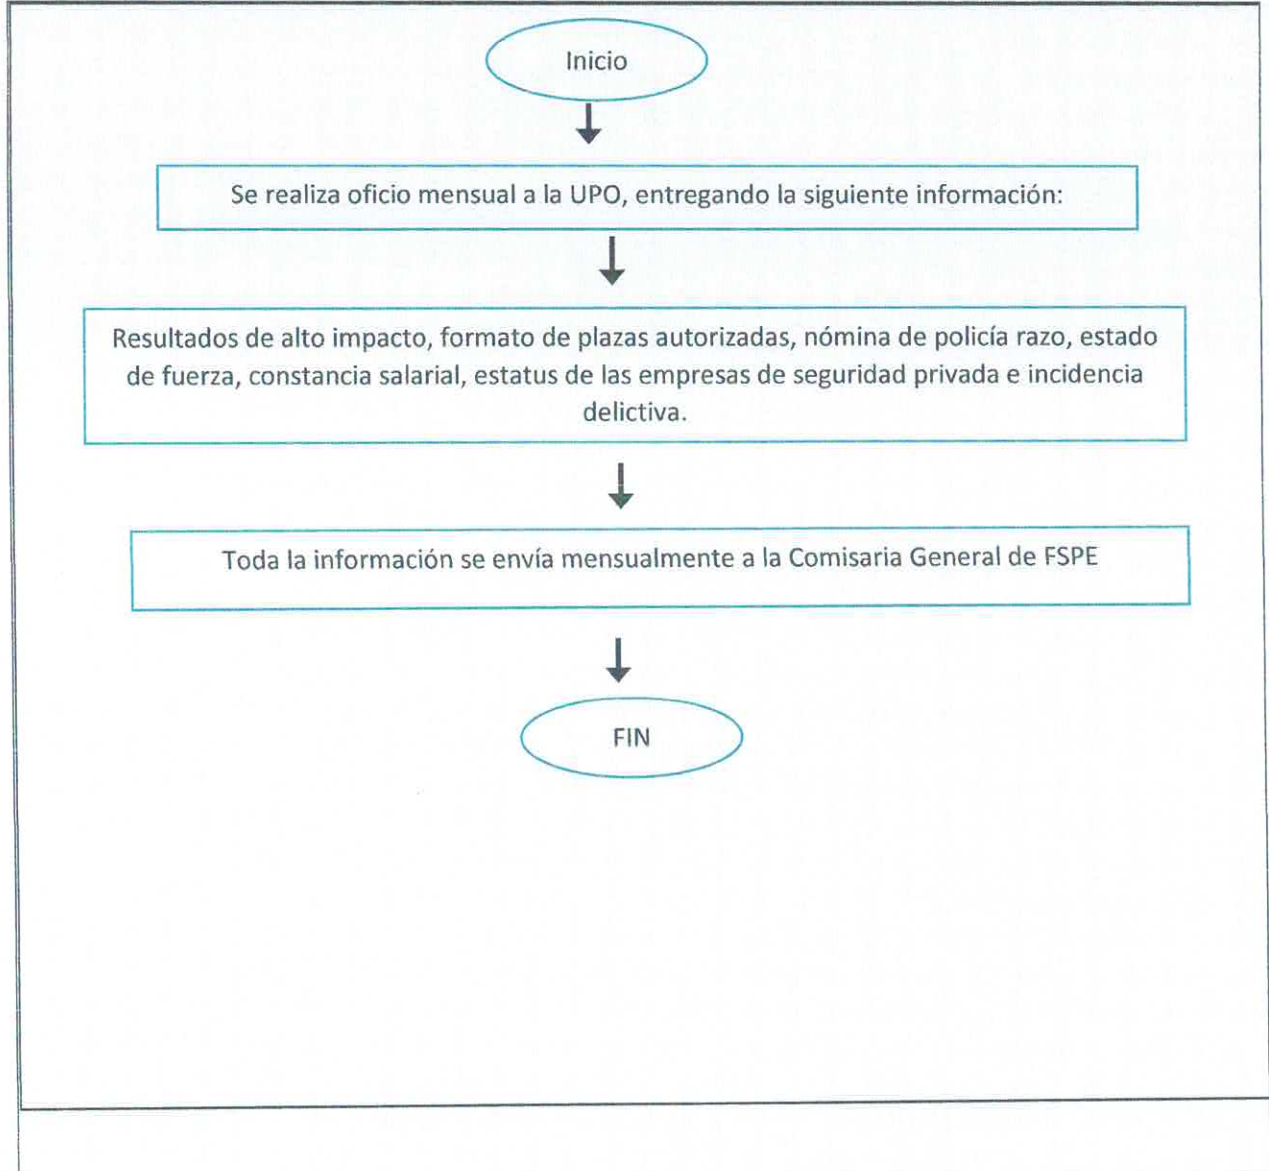 Inicio
Se realiza oficio mensual a la UPO, entregando la siguiente información:
Resultados de alto impacto, formato de plazas autorizadas, nómina de policía razo, estado
de fuerza, constancia salarial, estatus de las empresas de seguridad privada e incidencia
delictiva.
Toda la información se envía mensualmente a la Comisaria General de FSPE
FIN